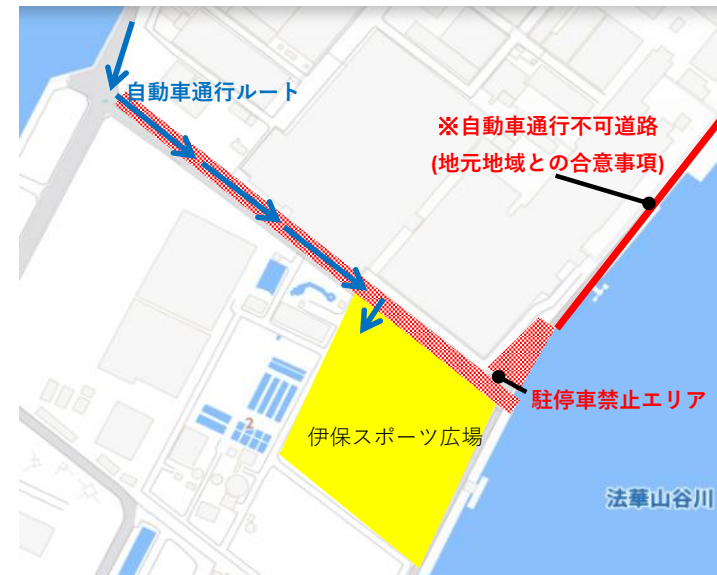 自動車通行ルート
※自動車通行不可道路
(地元地域との合意事項)
駐停車禁止エリア
2
伊保スポーツ広場
法華山谷川